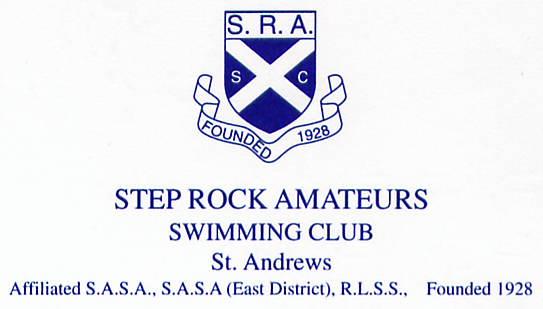 S. R. A.
S C
FOUNDED 1928
STEP ROCK AMATEURS
SWIMMING CLUB
St. Andrews
Affiliated S.A.S.A., S.A.S.A (East District), R.L.S.S., Founded 1928